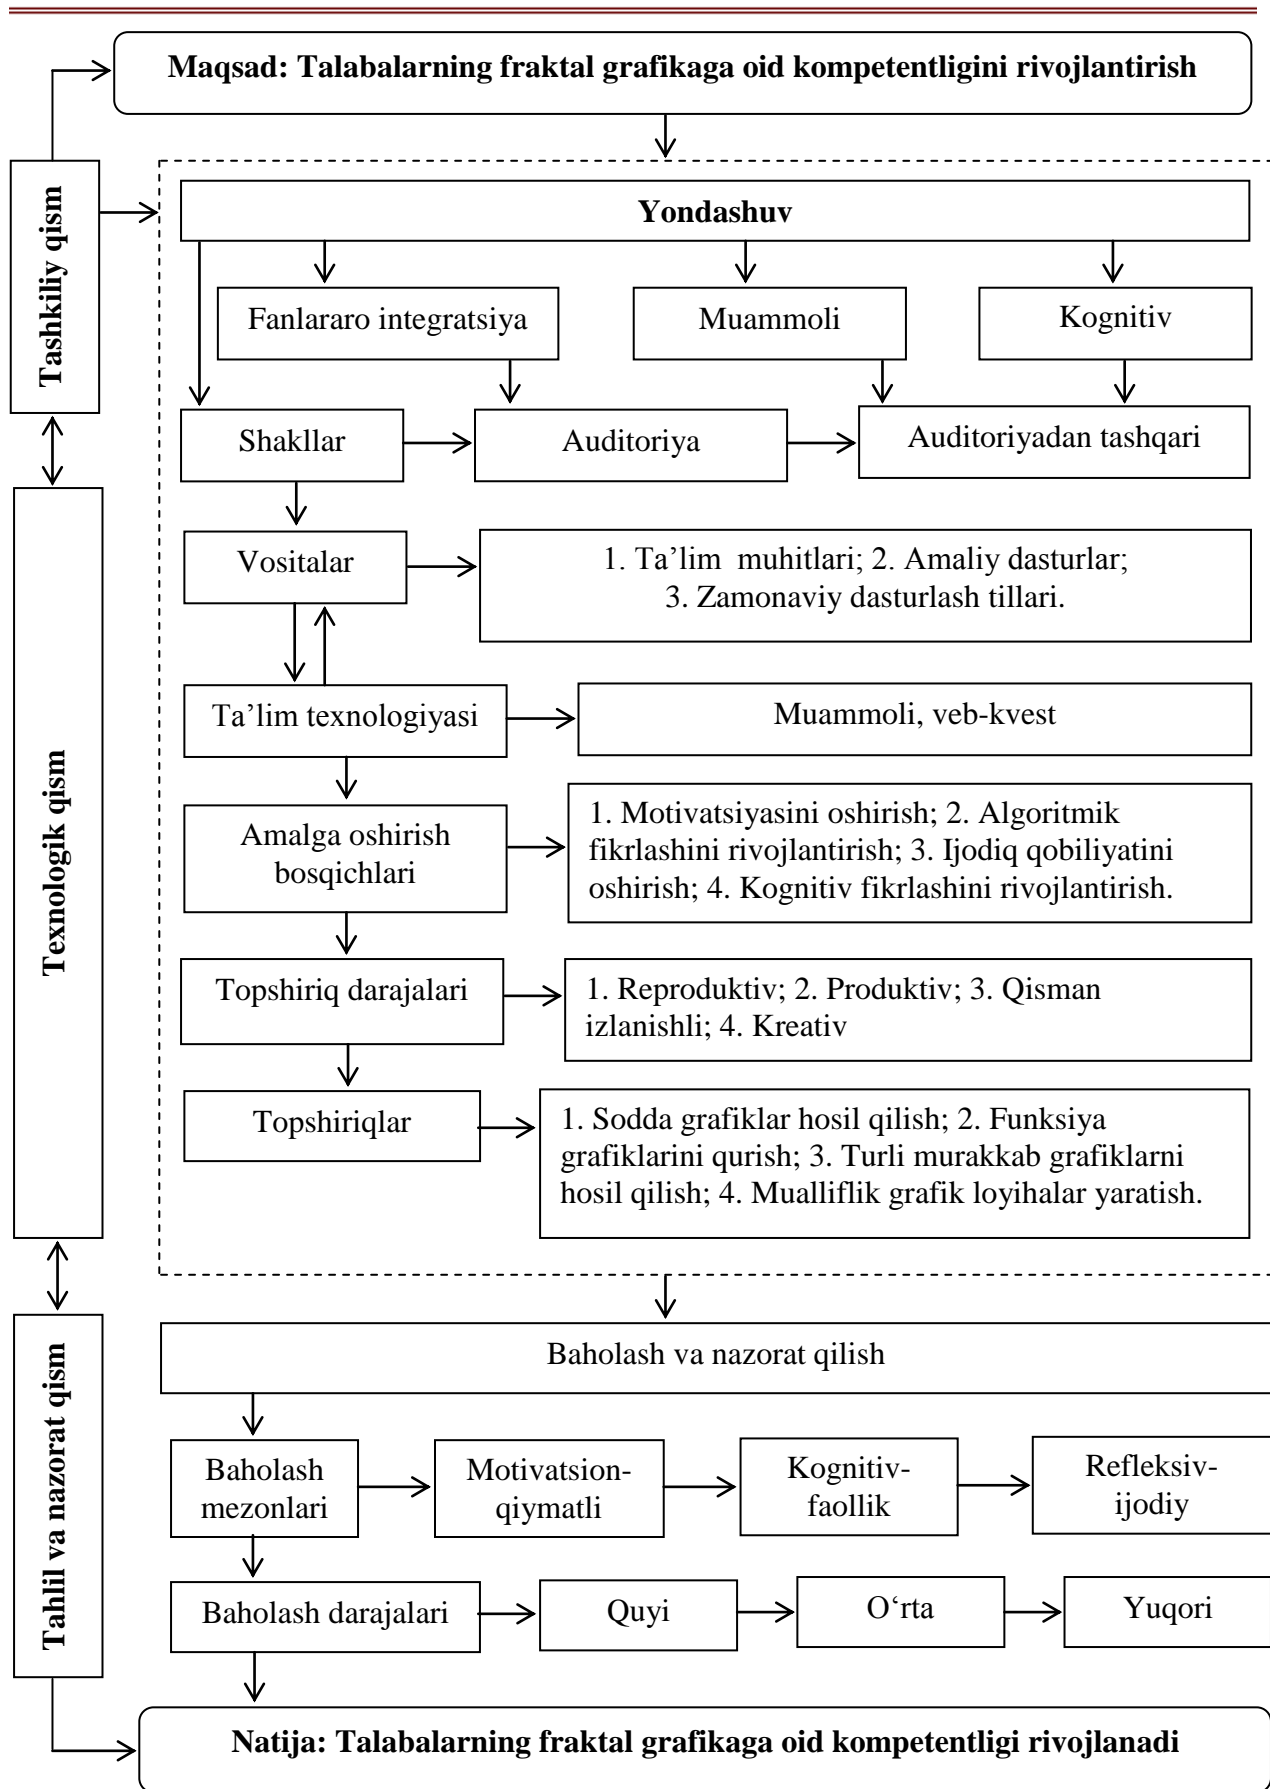 Maqsad: Talabalarning fraktal grafikaga oid kompetentligini rivojlantirish
Tashkiliy qism
Yondashuv
Fanlararo integratsiya
Muammoli
Kognitiv
Shakllar
Auditoriya
Auditoriyadan tashqari
Texnologik qism
Vositalar
1. Ta’lim muhitlari; 2. Amaliy dasturlar;
3. Zamonaviy dasturlash tillari.
Ta’lim texnologiyasi
Muammoli, veb-kvest
Amalga oshirish
bosqichlari
1. Motivatsiyasini oshirish; 2. Algoritmik
fikrlashini rivojlantirish; 3. Ijodiq qobiliyatini
oshirish; 4. Kognitiv fikrlashini rivojlantirish.
Topshiriq darajalari
1. Reproduktiv; 2. Produktiv; 3. Qisman
izlanishli; 4. Kreativ
Topshiriqlar
1. Sodda grafiklar hosil qilish; 2. Funksiya
grafiklarini qurish; 3. Turli murakkab grafiklarni
hosil qilish; 4. Mualliflik grafik loyihalar yaratish.
Tahlil va nazorat qism
Baholash va nazorat qilish
Baholash
mezonlari
Motivatsion-
qiymatli
Kognitiv-
faollik
Refleksiv-
ijodiy
Baholash darajalari
Quyi
O‘rta
Yuqori
Natija: Talabalarning fraktal grafikaga oid kompetentligi rivojlanadi